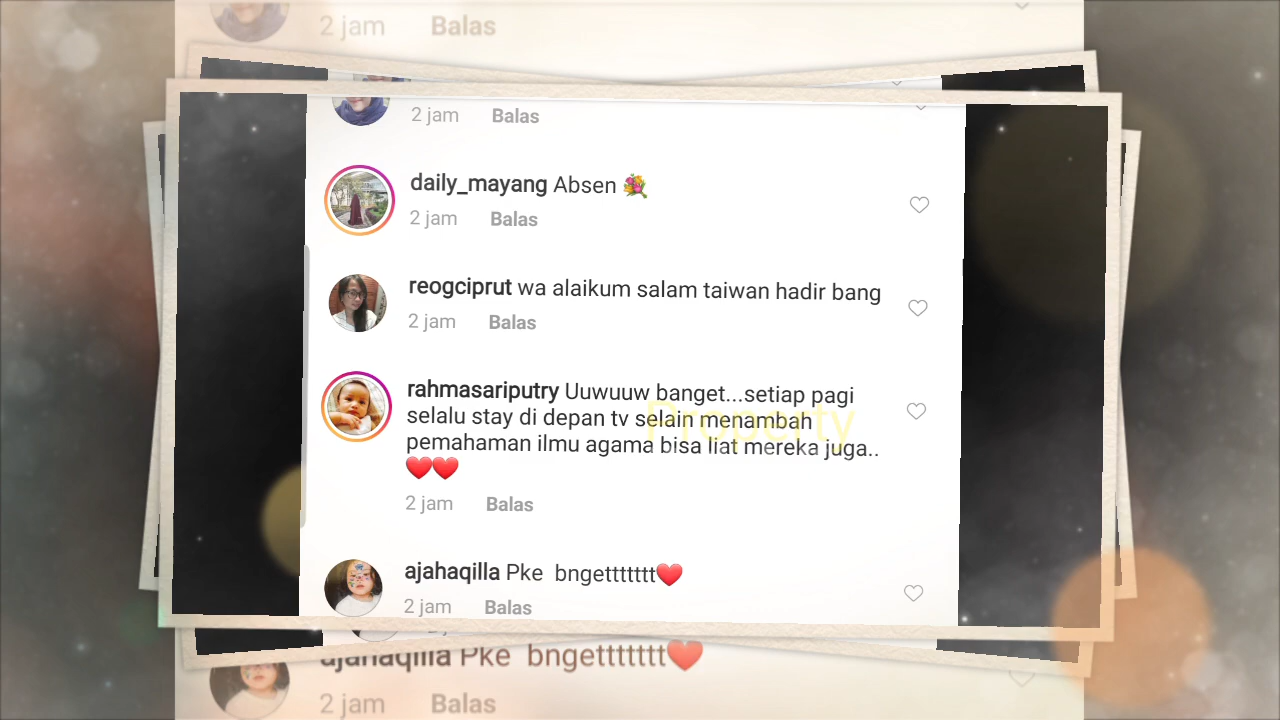 2 jam Balas
2 jam Balas
daily_mayang Absen 💐
2 jam Balas
reogciprut wa alaikum salam taiwan hadir bang
2 jam Balas
rahmasariputry Uuwuuw banget...setiap pagi
selalu stay di depan tv selain menambah
pemahaman ilmu agama bisa liat mereka juga..
❤️❤️
Property
2 jam Balas
ajahaqilla Pke bngettttttt❤️
2 jam Balas
ajahaqilla Pke bngettttttt❤️
2 jam Balas